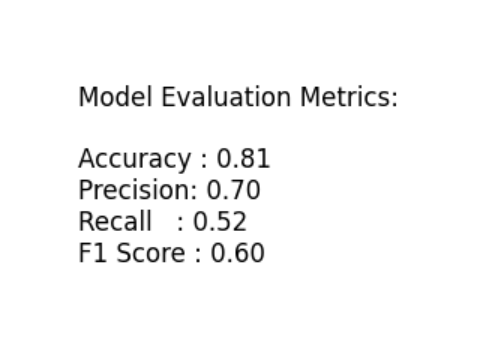 Model Evaluation Metrics:

Accuracy : 0.81
Precision: 0.70
Recall   : 0.52
F1 Score : 0.60